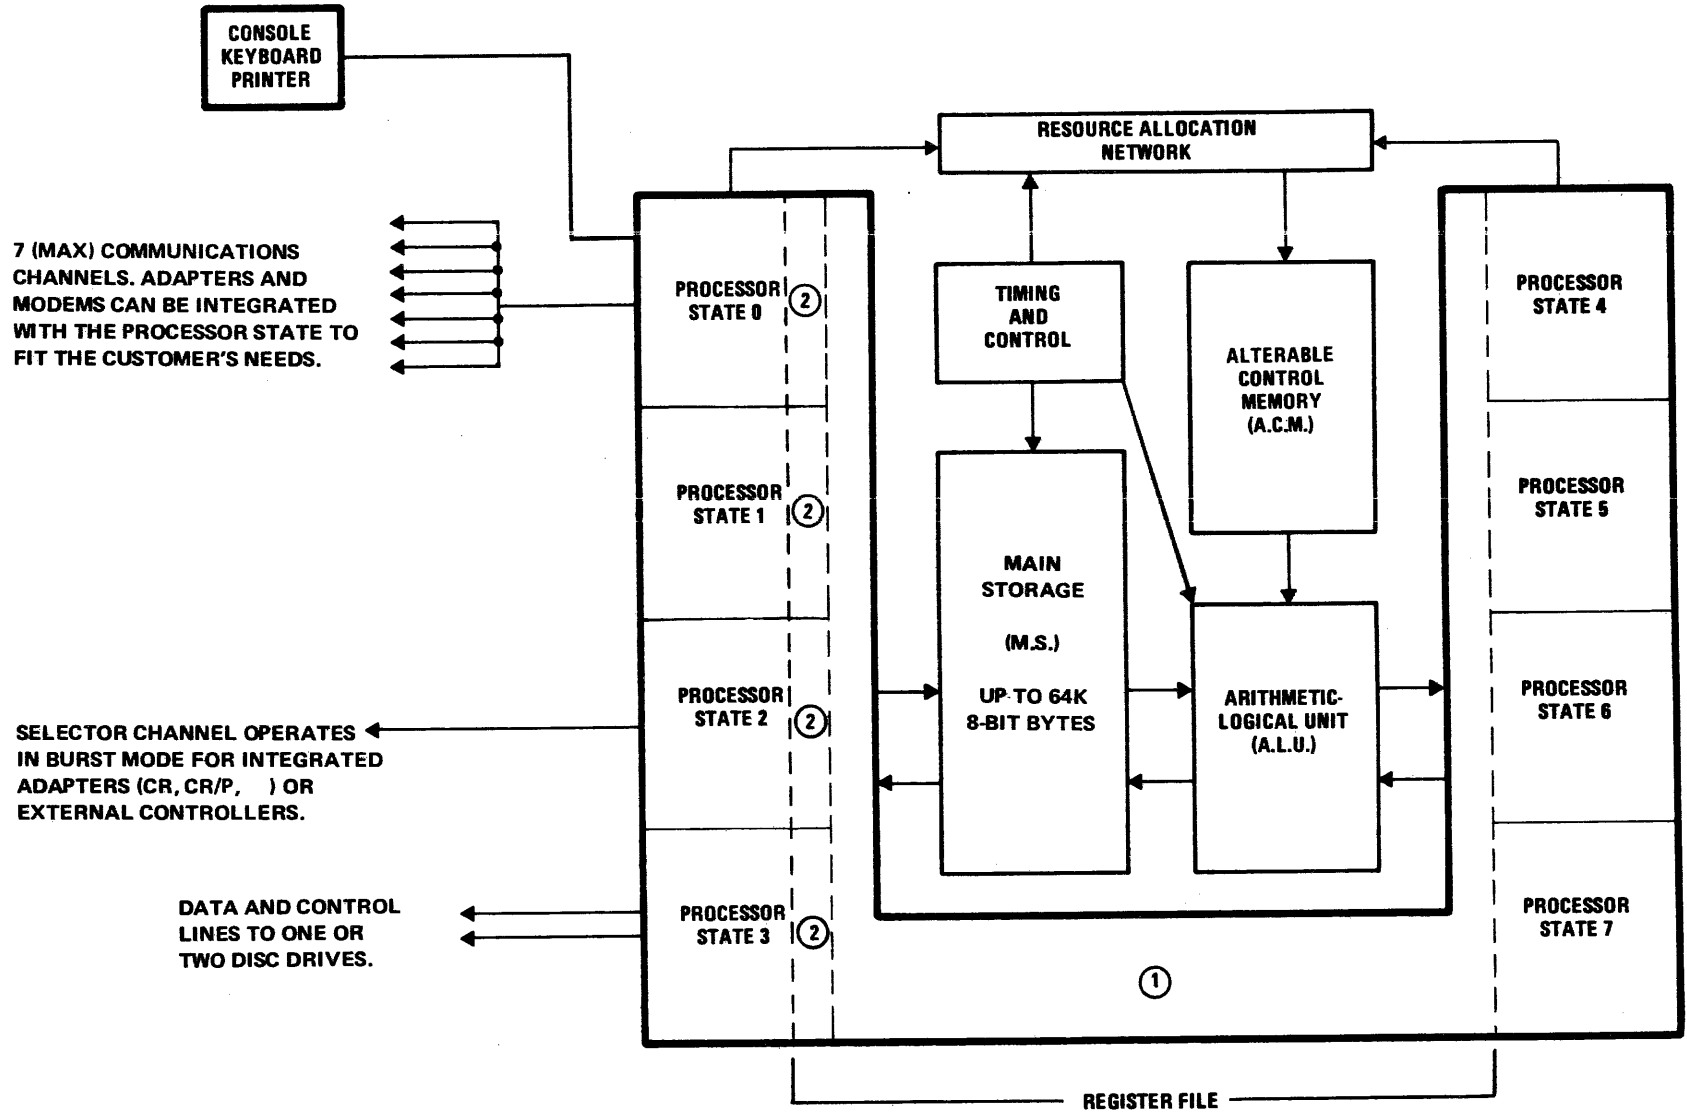 CONSOLE
KEYBOARD
PRINTER
RESOURCE ALLOCATION
NETWORK
7 (MAX) COMMUNICATIONS
CHANNELS. ADAPTERS AND
MODEMS CAN BE INTEGRATED
WITH THE PROCESSOR STATE TO
FIT THE CUSTOMER'S NEEDS.
PROCESSOR
STATE 0
2
TIMING
AND
CONTROL
ALTERABLE
CONTROL
MEMORY
(A.C.M.)
PROCESSOR
STATE 4
PROCESSOR
STATE 1
2
PROCESSOR
STATE 5
MAIN
STORAGE
(M.S.)
UP TO 64K
8-BIT BYTES
ARITHMETIC-
LOGICAL UNIT
(A.L.U.)
SELECTOR CHANNEL OPERATES
IN BURST MODE FOR INTEGRATED
ADAPTERS (CR, CR/P, ) OR
EXTERNAL CONTROLLERS.
PROCESSOR
STATE 2
2
PROCESSOR
STATE 6
DATA AND CONTROL
LINES TO ONE OR
TWO DISC DRIVES.
PROCESSOR
STATE 3
2
PROCESSOR
STATE 7
1
REGISTER FILE